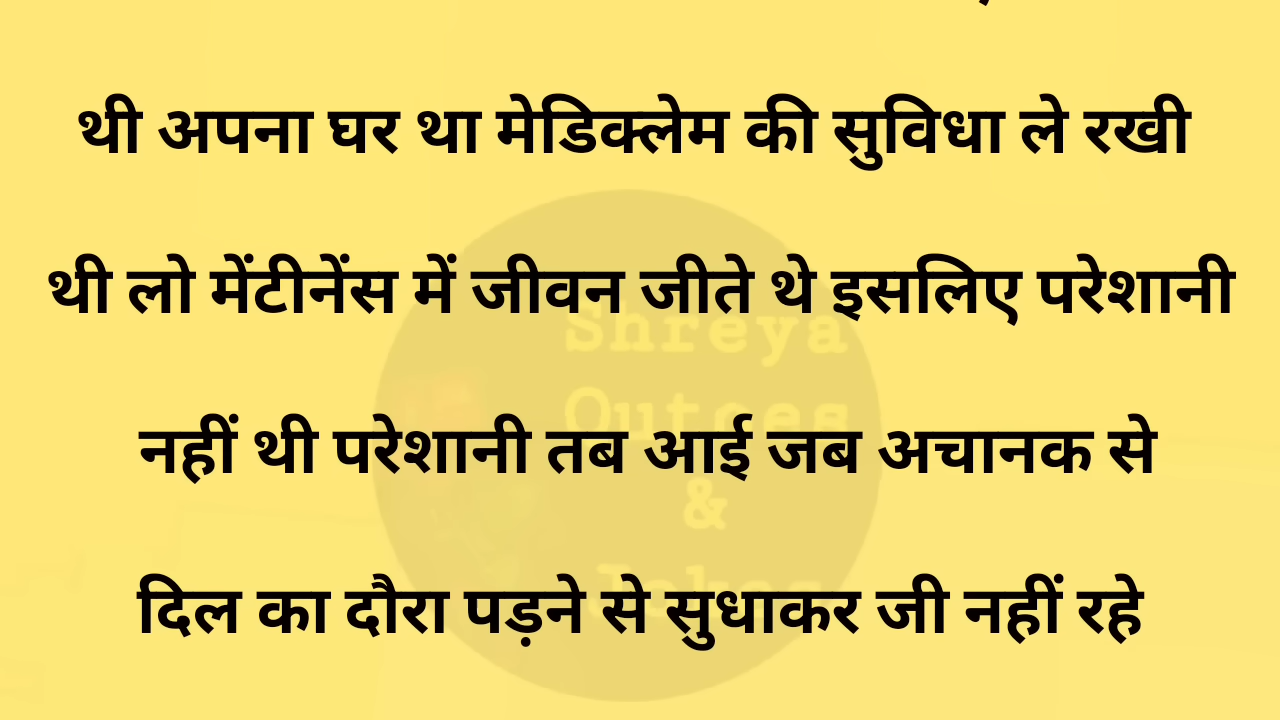 थी अपना घर था मेडिक्लेम की सुविधा ले रखी
थी लो मेंटीनेंस में जीवन जीते थे इसलिए परेशानी
Shreya
Outces
नहीं थी परेशानी तब आई जब अचानक से
&
दिल का दौरा पड़ने से सुधाकर जी नहीं रहे
Jokes